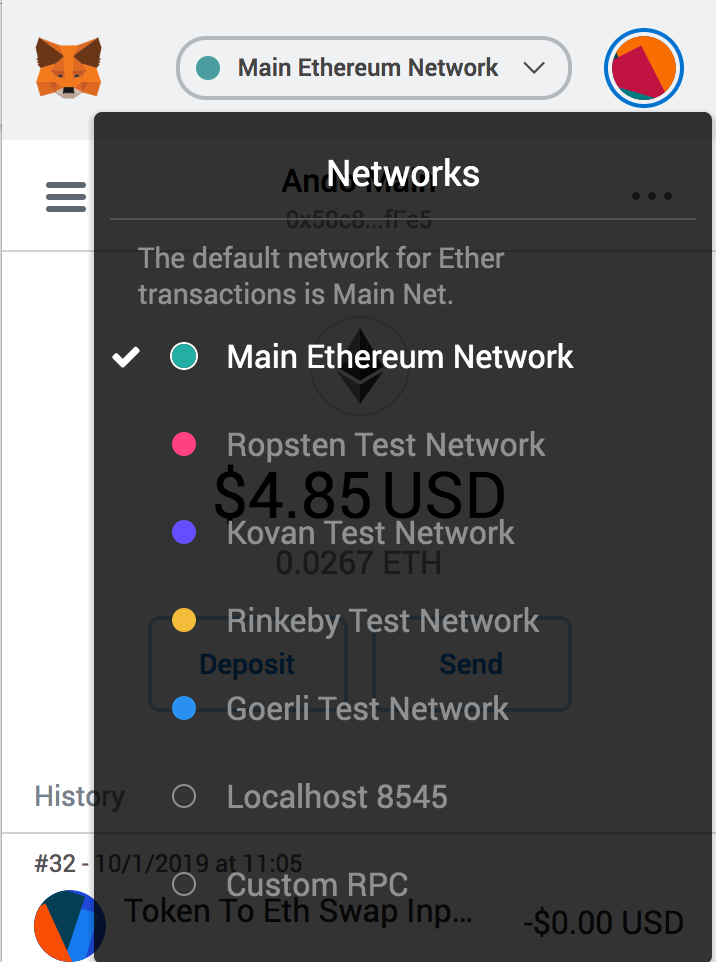 Main Ethereum Network
Networks
Ando Main
0x50c8...fFe5
The default network for Ether
transactions is Main Net.
Main Ethereum Network
Ropsten Test Network
$4.85 USD
Kovan Test Network
0.0267 ETH
Rinkeby Test Network
Deposit
Send
Goerli Test Network
History
Localhost 8545
#32 - 10/1/2019 at 11:05
Custom RPC
Token To Eth Swap Inp...
-$0.00 USD